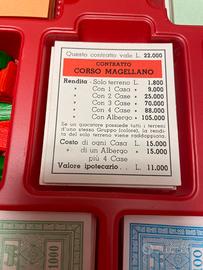 Questo contratto vale L. 22.000
CONTRATTO
CORSO MAGELLANO
Rendita - Solo terreno L. 1.800
» Con 1 Casa » 9.000
» Con 2 Case » 25.000
» Con 3 Case » 70.000
» Con 4 Case » 88.000
» Con Albergo » 105.000
Se un giocatore possiede tutti i terreni
d'uno stesso Gruppo (colore), la rendita
del solo terreno viene raddoppiata.
Costo di ogni Casa L. 15.000
» di un Albergo » 15.000
più 4 Case
Valore ipotecario. . L. 11.000
1000